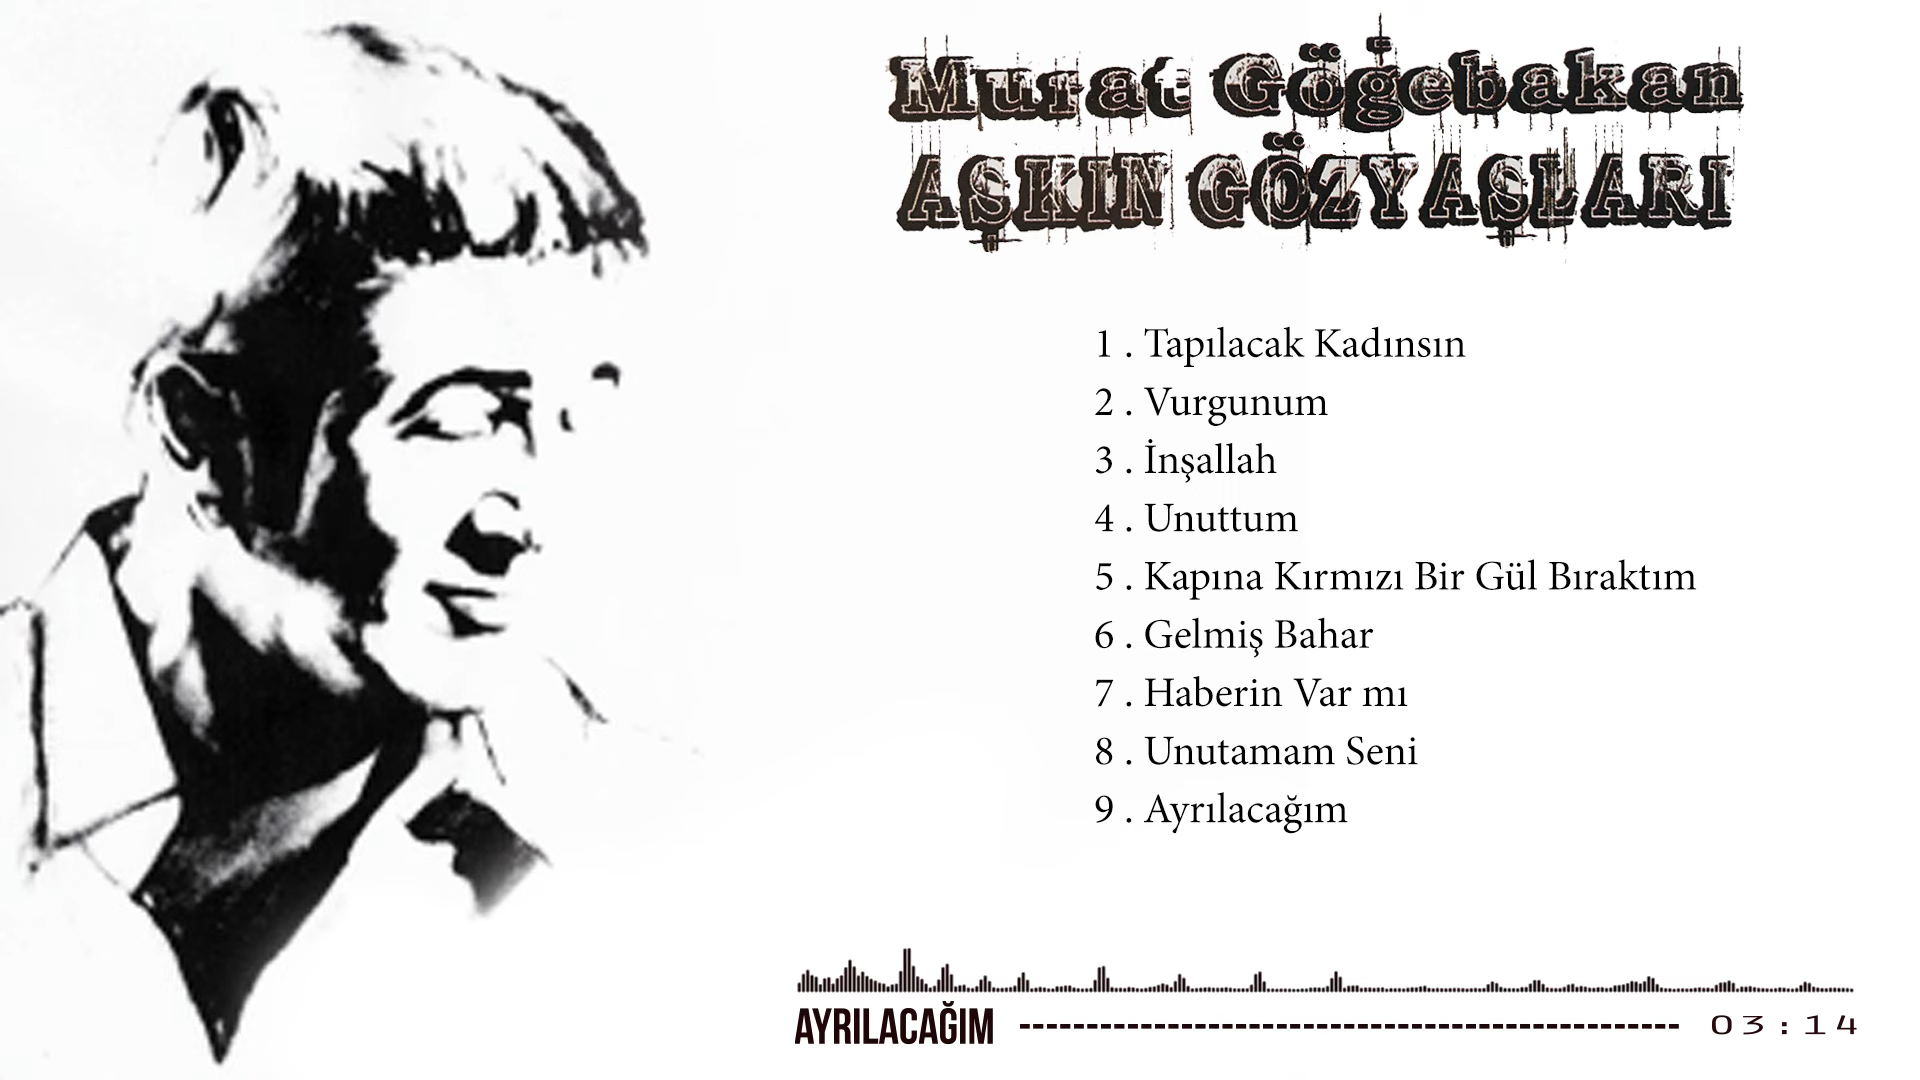 Murat Göğebakan
AŞKIN GÖZYAŞLARI
1 . Tapılacak Kadınsın
2 . Vurgunum
3 . İnşallah
4 . Unuttum
5 . Kapına Kırmızı Bir Gül Bıraktım
6 . Gelmiş Bahar
7 . Haberin Var mı
8 . Unutamam Seni
9 . Ayrılacağım
AYRILACAĞIM ------------------------------------------------------------ 03:14